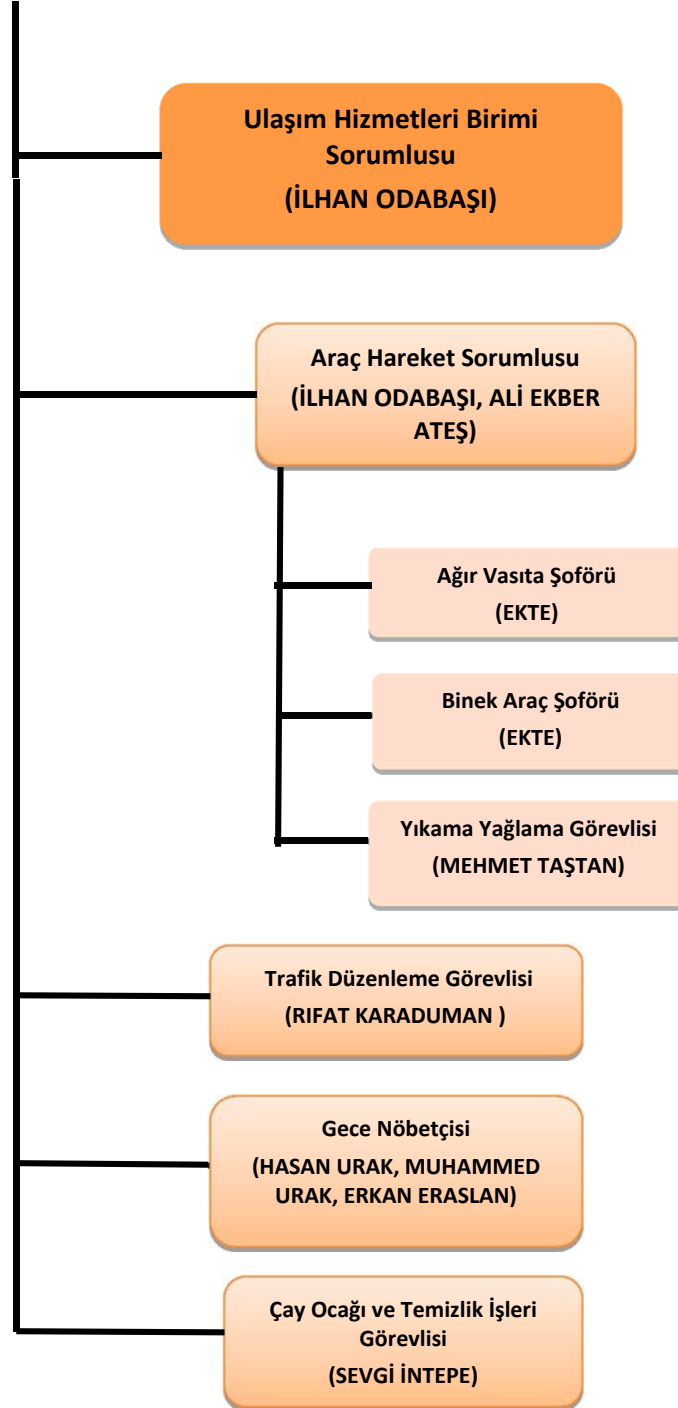 Ulaşım Hizmetleri Birimi
Sorumlusu
(İLHAN ODABAŞI)
Araç Hareket Sorumlusu
(İLHAN ODABAŞI, ALİ EKBER
ATEŞ)
Ağır Vasıta Şoförü
(EKTE)
Binek Araç Şoförü
(EKTE)
Yıkama Yağlama Görevlisi
(MEHMET TAŞTAN)
Trafik Düzenleme Görevlisi
(RIFAT KARADUMAN )
Gece Nöbetçisi
(HASAN URAK, MUHAMMED
URAK, ERKAN ERASLAN)
Çay Ocağı ve Temizlik İşleri
Görevlisi
(SEVGİ İNTEPE)